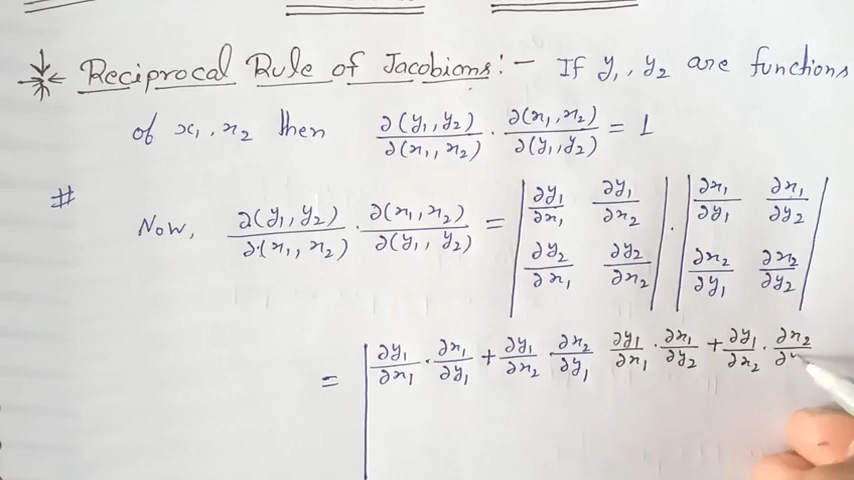 Reciprocal Rule of Jacobians:- If y₁, y₂ are functions
of x₁, x₂ then ∂(y₁, y₂)/∂(x₁, x₂) · ∂(x₁, x₂)/∂(y₁, y₂) = 1
#
Now, ∂(y₁, y₂)/∂(x₁, x₂) · ∂(x₁, x₂)/∂(y₁, y₂) = | ∂y₁/∂x₁ ∂y₁/∂x₂ | · | ∂x₁/∂y₁ ∂x₁/∂y₂ |
| ∂y₂/∂x₁ ∂y₂/∂x₂ | | ∂x₂/∂y₁ ∂x₂/∂y₂ |
= | ∂y₁/∂x₁ · ∂x₁/∂y₁ + ∂y₁/∂x₂ · ∂x₂/∂y₁ ∂y₁/∂x₁ · ∂x₁/∂y₂ + ∂y₁/∂x₂ · ∂x₂/∂y